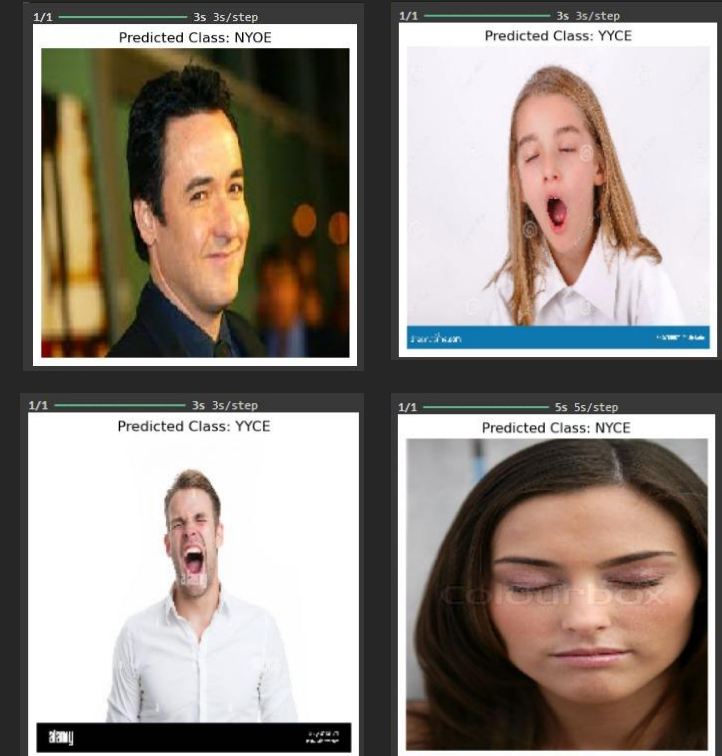 1/1 3s 3s/step
Predicted Class: NYOE
1/1 3s 3s/step
Predicted Class: YYCE
1/1 3s 3s/step
Predicted Class: YYCE
alamy
1/1 5s 5s/step
Predicted Class: NYCE
colourbox